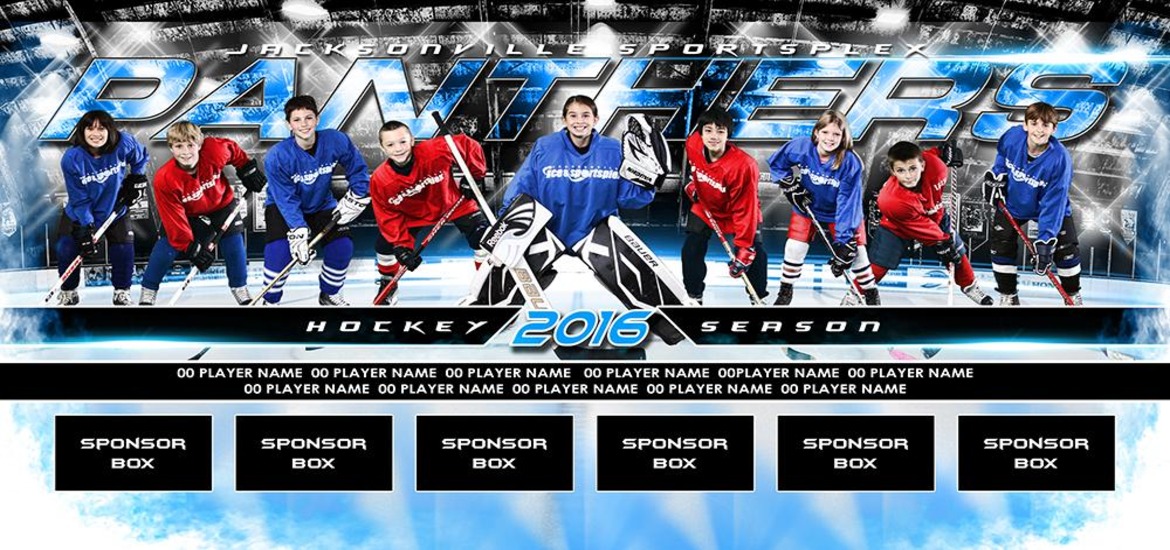 JACKSONVILLE SPORTSPLEX
PANTHERS
HOCKEY 2016 SEASON
00 PLAYER NAME 00 PLAYER NAME 00 PLAYER NAME 00 PLAYER NAME 00PLAYER NAME 00 PLAYER NAME
00 PLAYER NAME 00 PLAYER NAME 00 PLAYER NAME 00 PLAYER NAME 00 PLAYER NAME
SPONSOR BOX
SPONSOR BOX
SPONSOR BOX
SPONSOR BOX
SPONSOR BOX
SPONSOR BOX